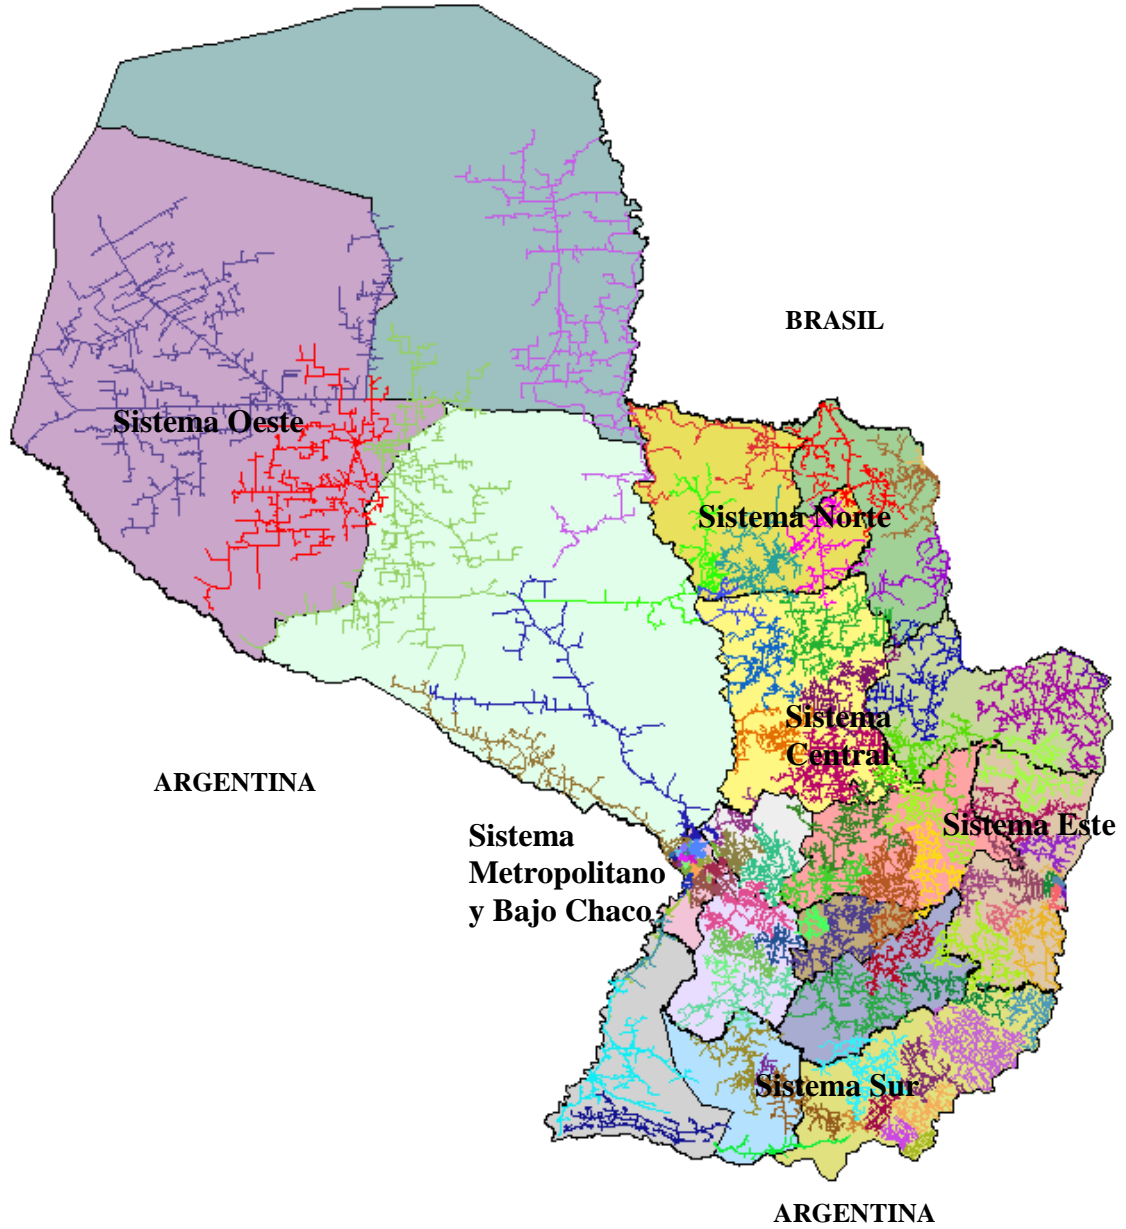 BRASIL
Sistema Oeste
Sistema Norte
Sistema
Central
ARGENTINA
Sistema Este
Sistema
Metropolitano
y Bajo Chaco
Sistema Sur
ARGENTINA